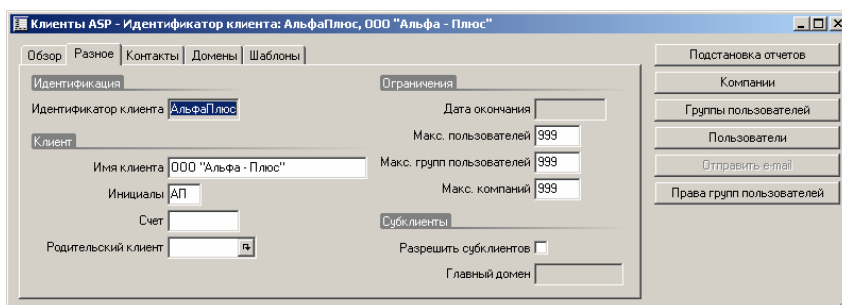 Клиенты ASP - Идентификатор клиента: АльфаПлюс, ООО "Альфа - Плюс"
Обзор Разное Контакты Домены Шаблоны
Идентификация
Идентификатор клиента АльфаПлюс
Клиент
Имя клиента ООО "Альфа - Плюс"
Инициалы АП
Счет
Родительский клиент
Ограничения
Дата окончания
Макс. пользователей 999
Макс. групп пользователей 999
Макс. компаний 999
Субклиенты
Разрешить субклиентов
Главный домен
Подстановка отчетов
Компании
Группы пользователей
Пользователи
Отправить e-mail
Права групп пользователей